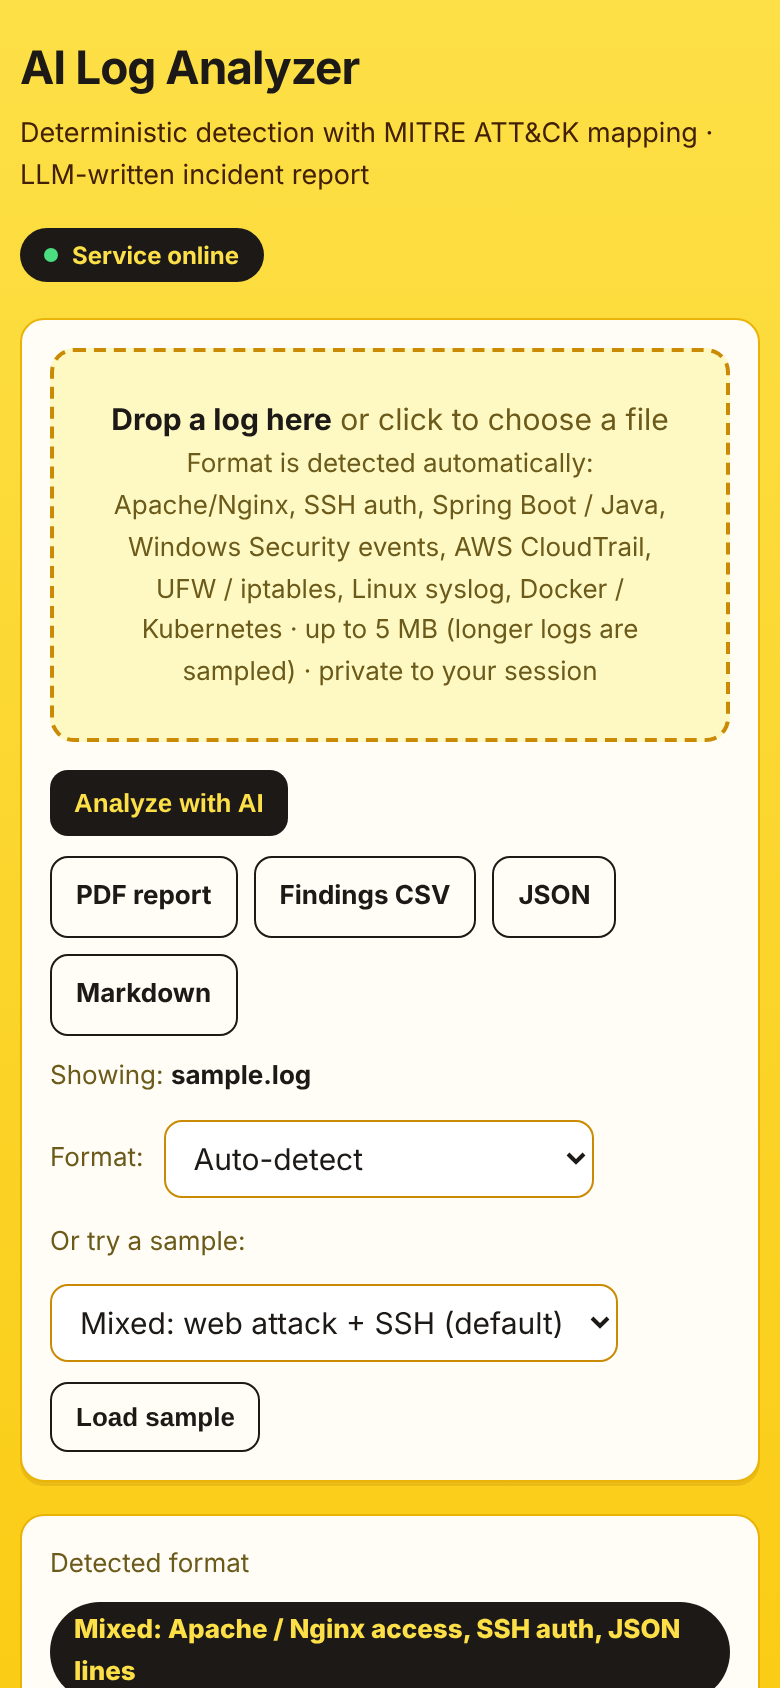 AI Log Analyzer
Deterministic detection with MITRE ATT&CK mapping ·
LLM-written incident report
Service online
Drop a log here or click to choose a file
Format is detected automatically:
Apache/Nginx, SSH auth, Spring Boot / Java,
Windows Security events, AWS CloudTrail,
UFW / iptables, Linux syslog, Docker /
Kubernetes · up to 5 MB (longer logs are
sampled) · private to your session
Analyze with AI
PDF report
Findings CSV
JSON
Markdown
Showing: sample.log
Format:
Auto-detect
Or try a sample:
Mixed: web attack + SSH (default)
Load sample
Detected format
Mixed: Apache / Nginx access, SSH auth, JSON
lines